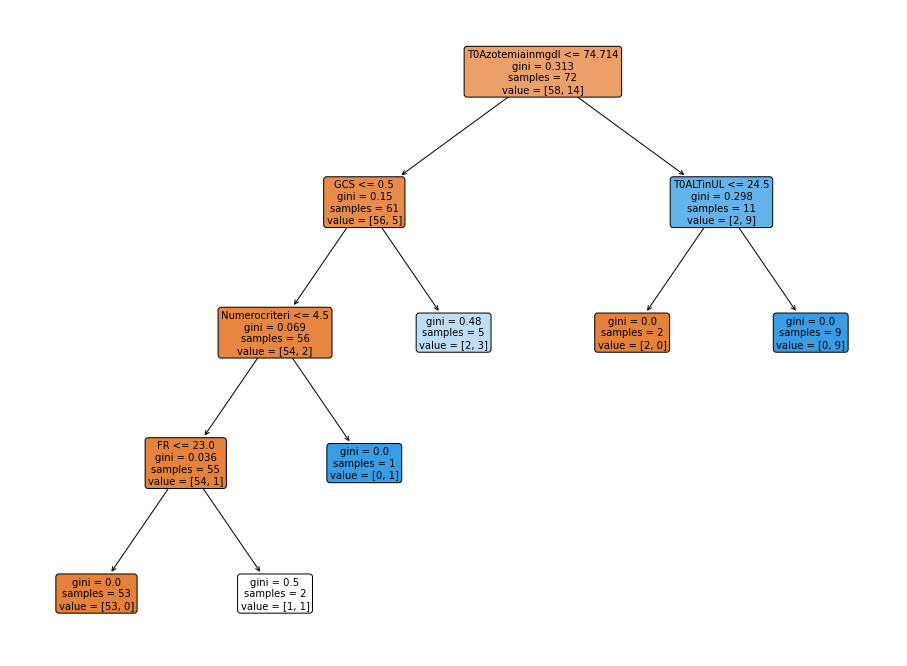 T0Azotemiainmgdl <= 74.714
gini = 0.313
samples = 72
value = [58, 14]
GCS <= 0.5
gini = 0.15
samples = 61
value = [56, 5]
T0ALTinUL <= 24.5
gini = 0.298
samples = 11
value = [2, 9]
Numerocriteri <= 4.5
gini = 0.069
samples = 56
value = [54, 2]
gini = 0.48
samples = 5
value = [2, 3]
gini = 0.0
samples = 2
value = [2, 0]
gini = 0.0
samples = 9
value = [0, 9]
FR <= 23.0
gini = 0.036
samples = 55
value = [54, 1]
gini = 0.0
samples = 1
value = [0, 1]
gini = 0.0
samples = 53
value = [53, 0]
gini = 0.5
samples = 2
value = [1, 1]